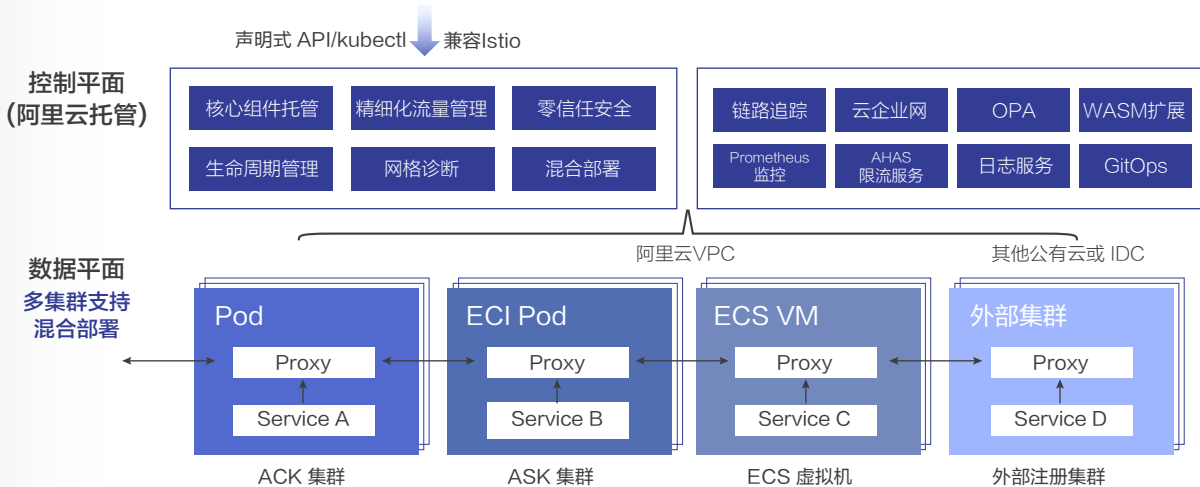 声明式 API/kubectl 兼容Istio
控制平面
(阿里云托管)
核心组件托管 精细化流量管理 零信任安全
生命周期管理 网格诊断 混合部署
链路追踪 云企业网 OPA WASM扩展
Prometheus
监控
AHAS
限流服务
日志服务 GitOps
阿里云VPC 其他公有云或 IDC
数据平面
多集群支持
混合部署
Pod ECI Pod ECS VM 外部集群
Proxy Proxy Proxy Proxy
Service A Service B Service C Service D
ACK 集群 ASK 集群 ECS 虚拟机 外部注册集群